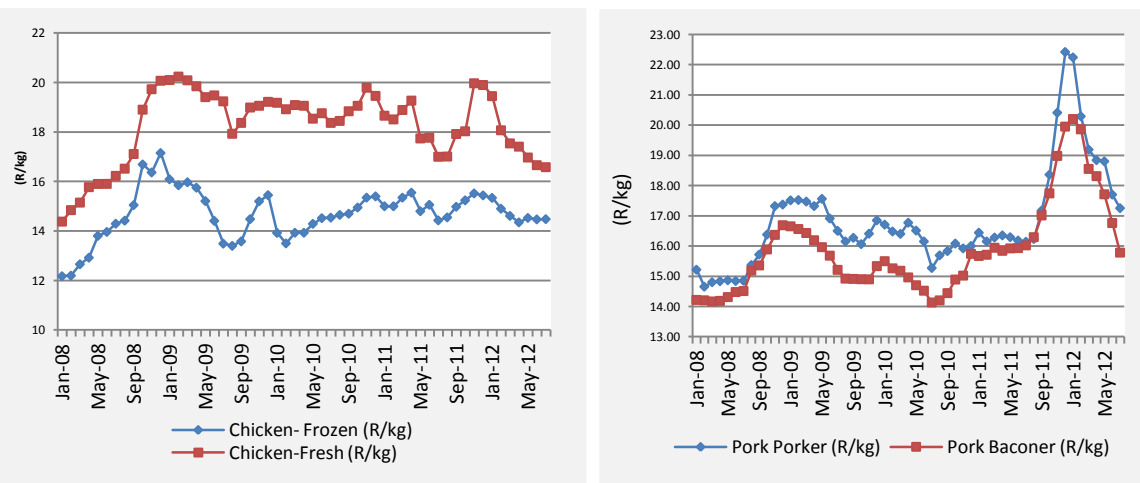 22
20
18
16
14
12
10
(R/kg)
Jan-08
May-08
Sep-08
Jan-09
May-09
Sep-09
Jan-10
May-10
Sep-10
Jan-11
May-11
Sep-11
Jan-12
May-12
Chicken- Frozen (R/kg)
Chicken-Fresh (R/kg)
23.00
22.00
21.00
20.00
19.00
18.00
17.00
16.00
15.00
14.00
13.00
(R/kg)
Jan-08
May-08
Sep-08
Jan-09
May-09
Sep-09
Jan-10
May-10
Sep-10
Jan-11
May-11
Sep-11
Jan-12
May-12
Pork Porker (R/kg) Pork Baconer (R/kg)